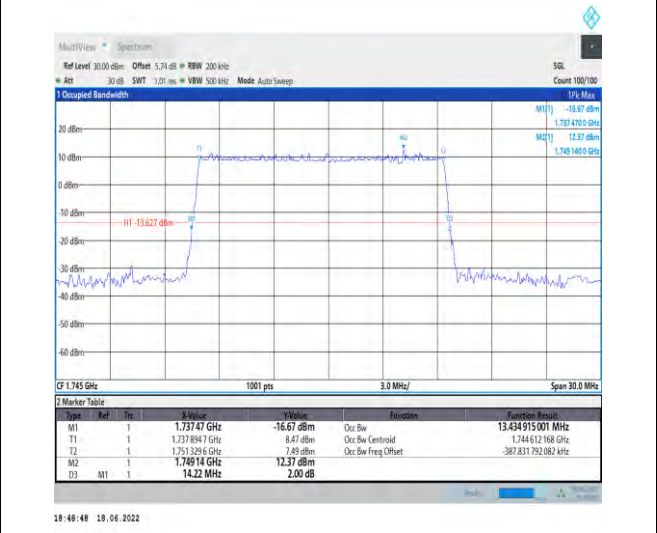 MultiView Spectrum
Ref Level 30.00 dBm Offset 5.74 dB RBW 200 kHz SGL
Att 30 dB SWT 1.01 ms VBW 500 kHz Mode Auto Sweep Count 100/100
1 Occupied Bandwidth 1Pk Max
M1[1] -16.67 dBm
1.737 470 0 GHz
M2[1] 12.37 dBm
1.749 140 0 GHz
20 dBm
M2
T1 T2
10 dBm
0 dBm
-10 dBm
M1 D3
H1 -13.627 dBm
-20 dBm
-30 dBm
-40 dBm
-50 dBm
-60 dBm
CF 1.745 GHz 1001 pts 3.0 MHz/ Span 30.0 MHz
2 Marker Table
Type Ref Trc X-Value Y-Value Function Function Result
M1 1 1.737 47 GHz -16.67 dBm Occ Bw 13.434 915 001 MHz
T1 1 1.737 894 7 GHz 8.47 dBm Occ Bw Centroid 1.744 612 168 GHz
T2 1 1.751 329 6 GHz 7.49 dBm Occ Bw Freq Offset -387.831 792 082 kHz
M2 1 1.749 14 GHz 12.37 dBm
D3 M1 1 14.22 MHz 2.00 dB
18:46:48 18.06.2022